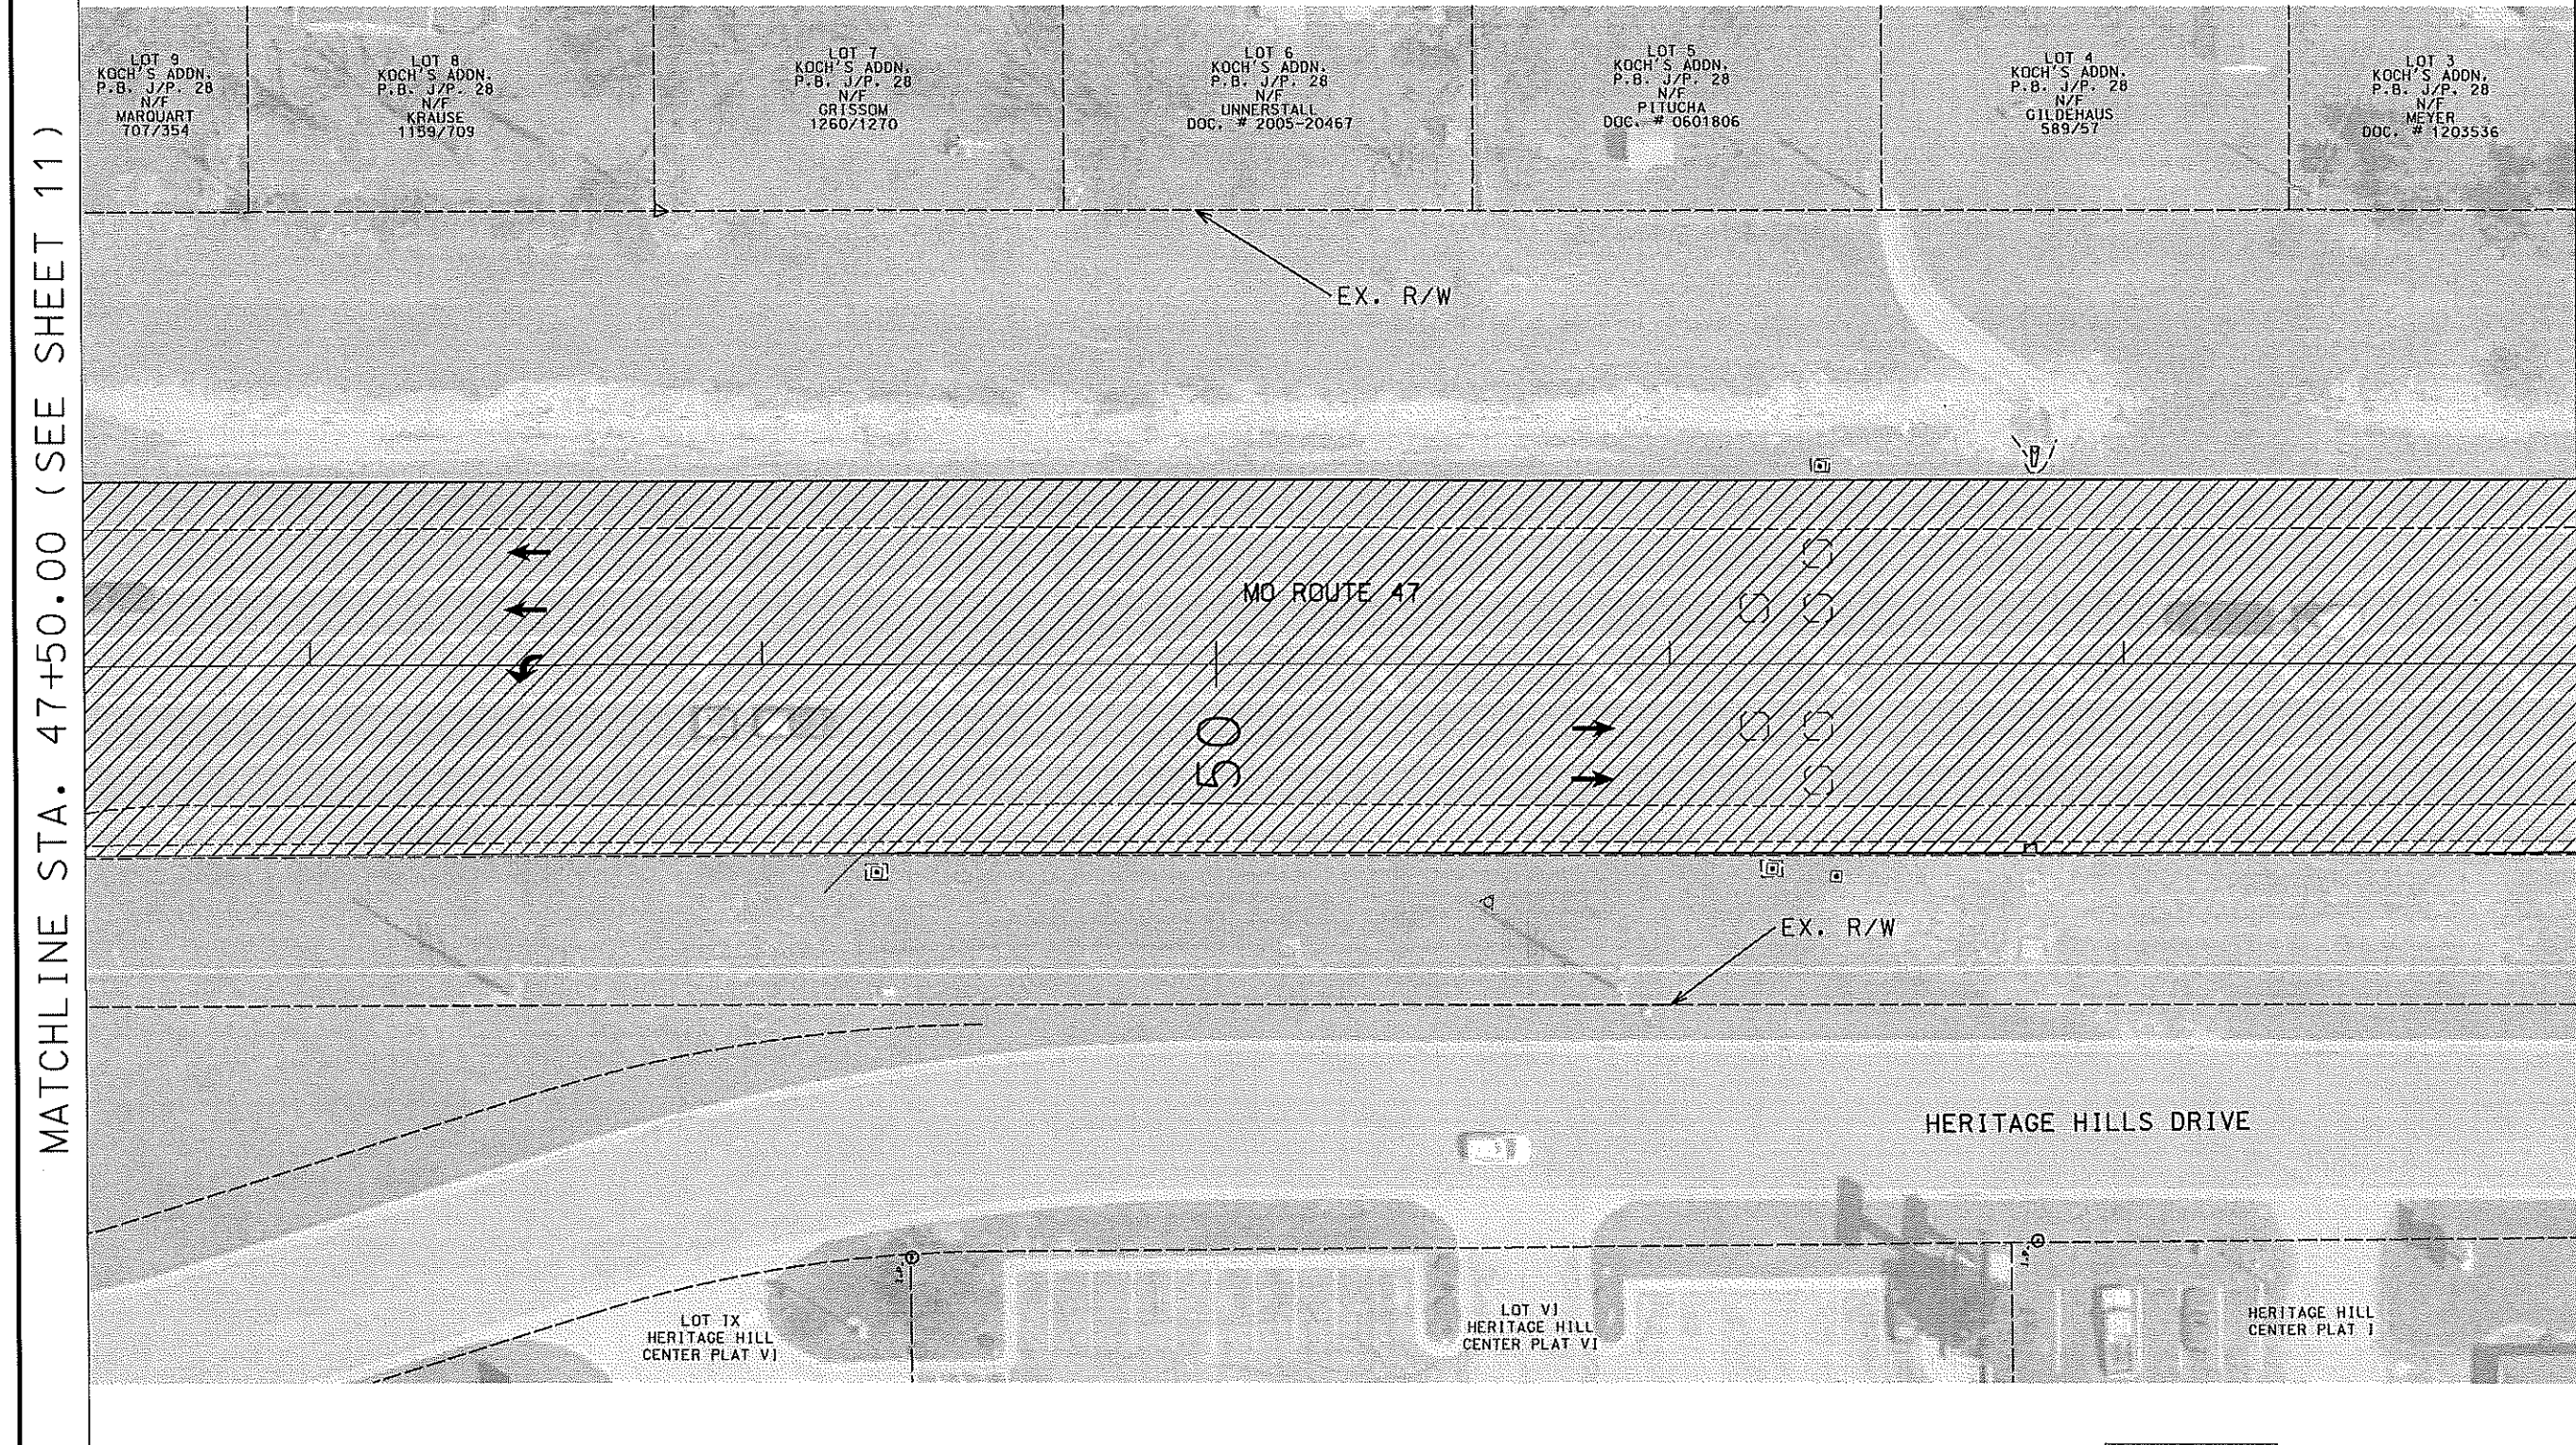 MATCHLINE STA. 47+50.00 (SEE SHEET 11)
LOT 9
KOCH'S ADDN.
P.B. J/P. 28
N/F
MARQUART
707/354
LOT 8
KOCH'S ADDN.
P.B. J/P. 28
N/F
KRAUSE
1159/709
LOT 7
KOCH'S ADDN.
P.B. J/P. 28
N/F
GRISSOM
1260/1270
LOT 6
KOCH'S ADDN.
P.B. J/P. 28
N/F
UNNERSTALL
DOC. # 2005-20467
LOT 5
KOCH'S ADDN.
P.B. J/P. 28
N/F
PITUCHA
DOC. # 0601806
LOT 4
KOCH'S ADDN.
P.B. J/P. 28
N/F
GILDEHAUS
589/57
LOT 3
KOCH'S ADDN.
P.B. J/P. 28
N/F
MEYER
DOC. # 1203536
EX. R/W
MO ROUTE 47
50
EX. R/W
HERITAGE HILLS DRIVE
I.P.
I.P.
LOT IX
HERITAGE HILL
CENTER PLAT VI
LOT VI
HERITAGE HILL
CENTER PLAT VI
HERITAGE HILL
CENTER PLAT I